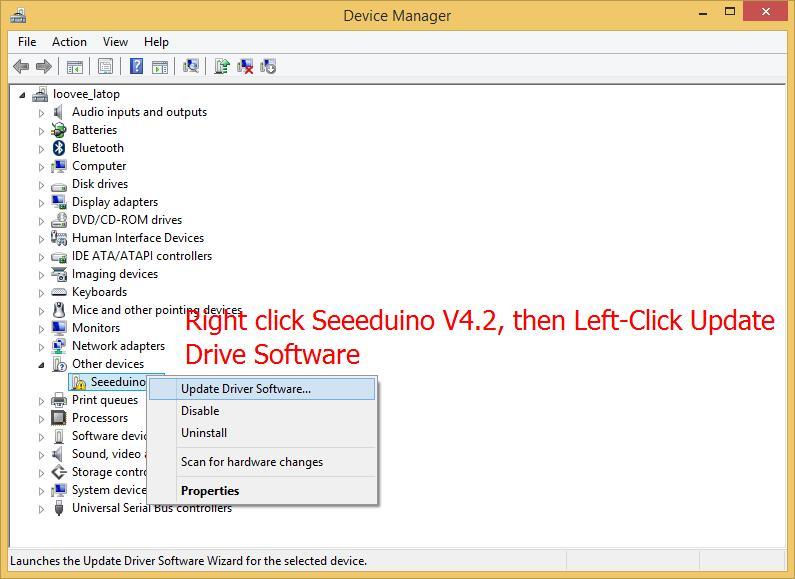 Device Manager
File Action View Help
loovee_latop
Audio inputs and outputs
Batteries
Bluetooth
Computer
Disk drives
Display adapters
DVD/CD-ROM drives
Human Interface Devices
IDE ATA/ATAPI controllers
Imaging devices
Keyboards
Mice and other pointing devices
Right click Seeeduino V4.2, then Left-Click Update
Drive Software
Monitors
Network adapters
Other devices
Seeeduino
Update Driver Software...
Disable
Uninstall
Scan for hardware changes
Properties
Print queues
Processors
Software devic
Sound, video a
Storage contro
System device
Universal Serial Bus controllers
Launches the Update Driver Software Wizard for the selected device.